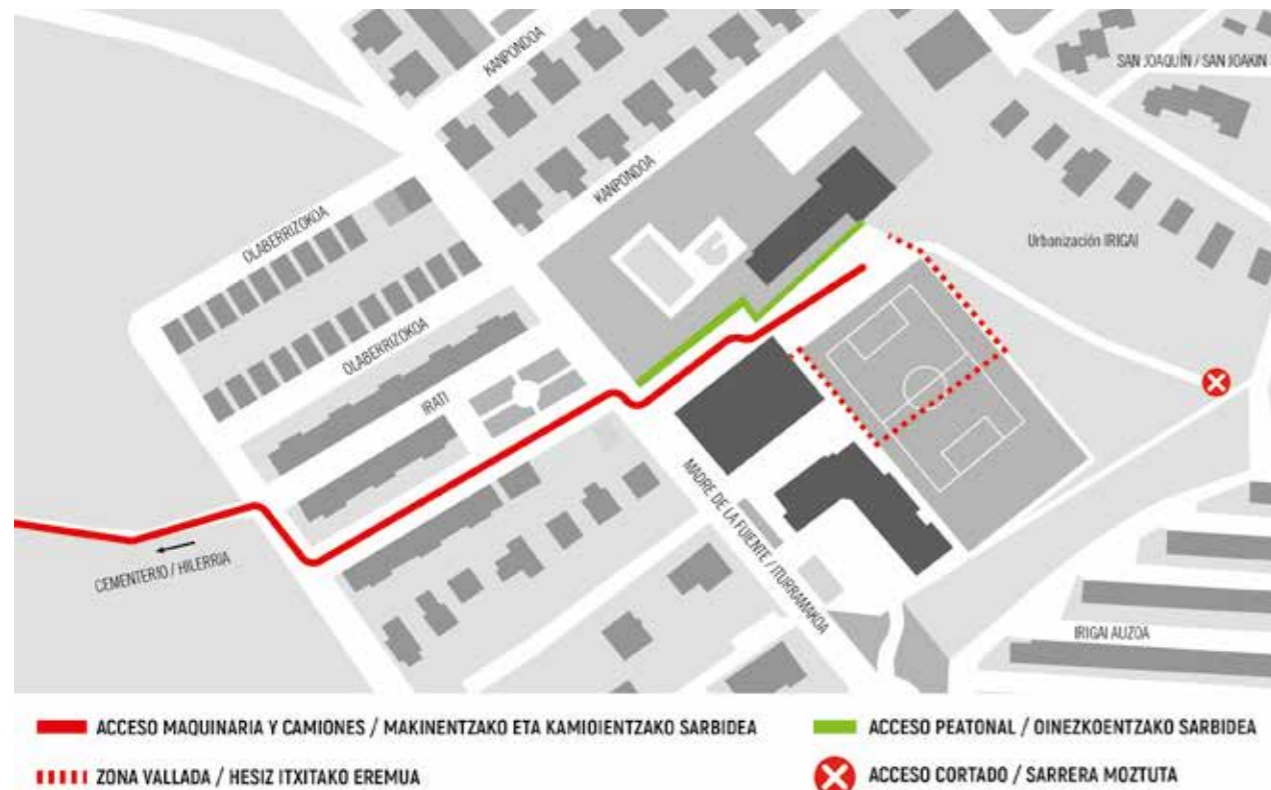 KANPONDOA
SAN JOAQUÍN / SAN JOAKIN
KANPONDOA
OLABERRIZOKOA
Urbanización IRIGAI
OLABERRIZOKOA
IRATI
MADRE DE LA FUIENTE / ITURRAMAKOA
CEMENTERIO / HILERRIA
IRIGAI AUZOA
ACCESO MAQUINARIA Y CAMIONES / MAKINENTZAKO ETA KAMIOIENTZAKO SARBIDEA
ACCESO PEATONAL / OINEZKOENTZAKO SARBIDEA
ZONA VALLADA / HESIZ ITXITAKO EREMUA
ACCESO CORTADO / SARRERA MOZTUTA